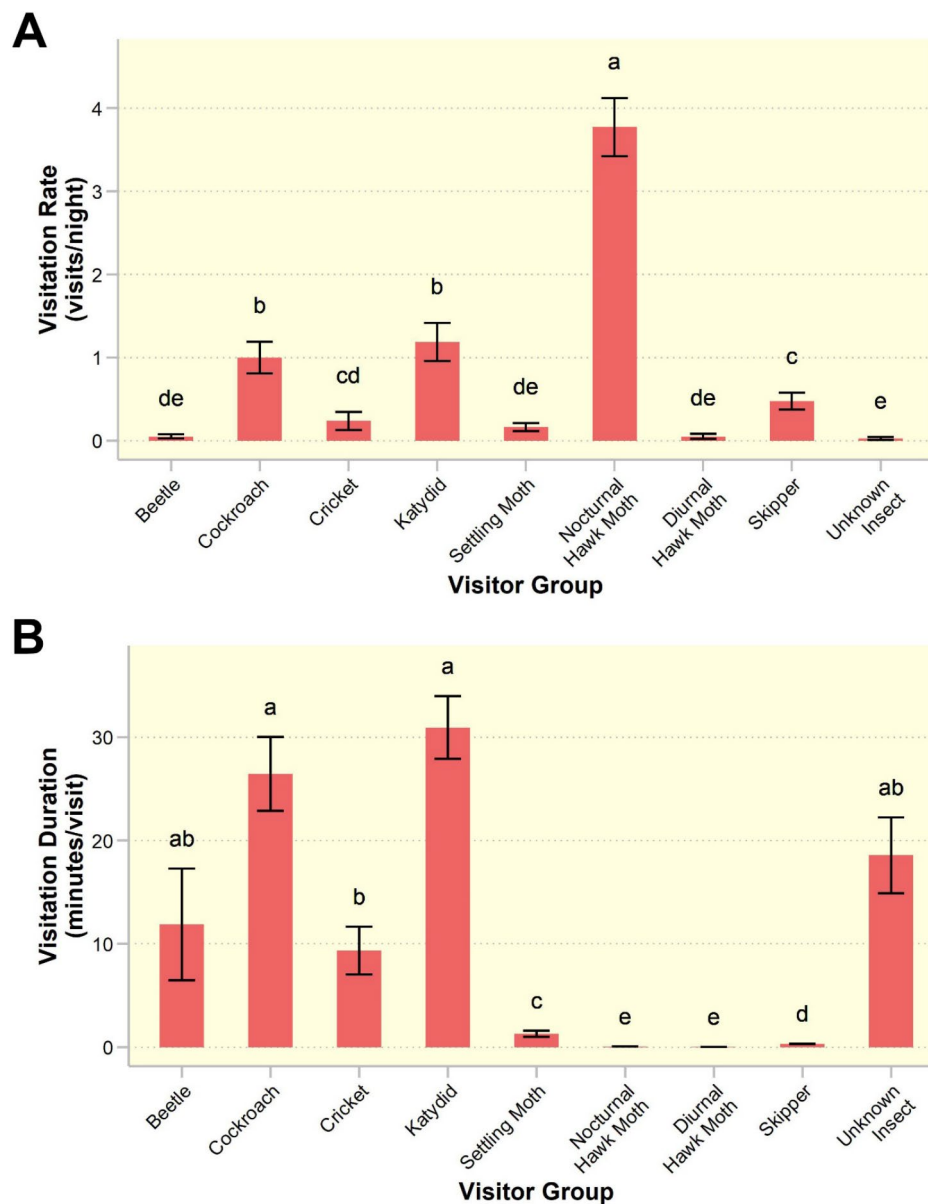 A
Visitation Rate
(visits/night)
4
3
2
1
0
de
b
cd
b
de
a
de
c
e
Beetle
Cockroach
Cricket
Katydid
Settling Moth
Nocturnal
Hawk Moth
Diurnal
Hawk Moth
Skipper
Unknown
Insect
Visitor Group
B
Visitation Duration
(minutes/visit)
30
20
10
0
ab
a
b
a
c
e
e
d
ab
Beetle
Cockroach
Cricket
Katydid
Settling Moth
Nocturnal
Hawk Moth
Diurnal
Hawk Moth
Skipper
Unknown
Insect
Visitor Group